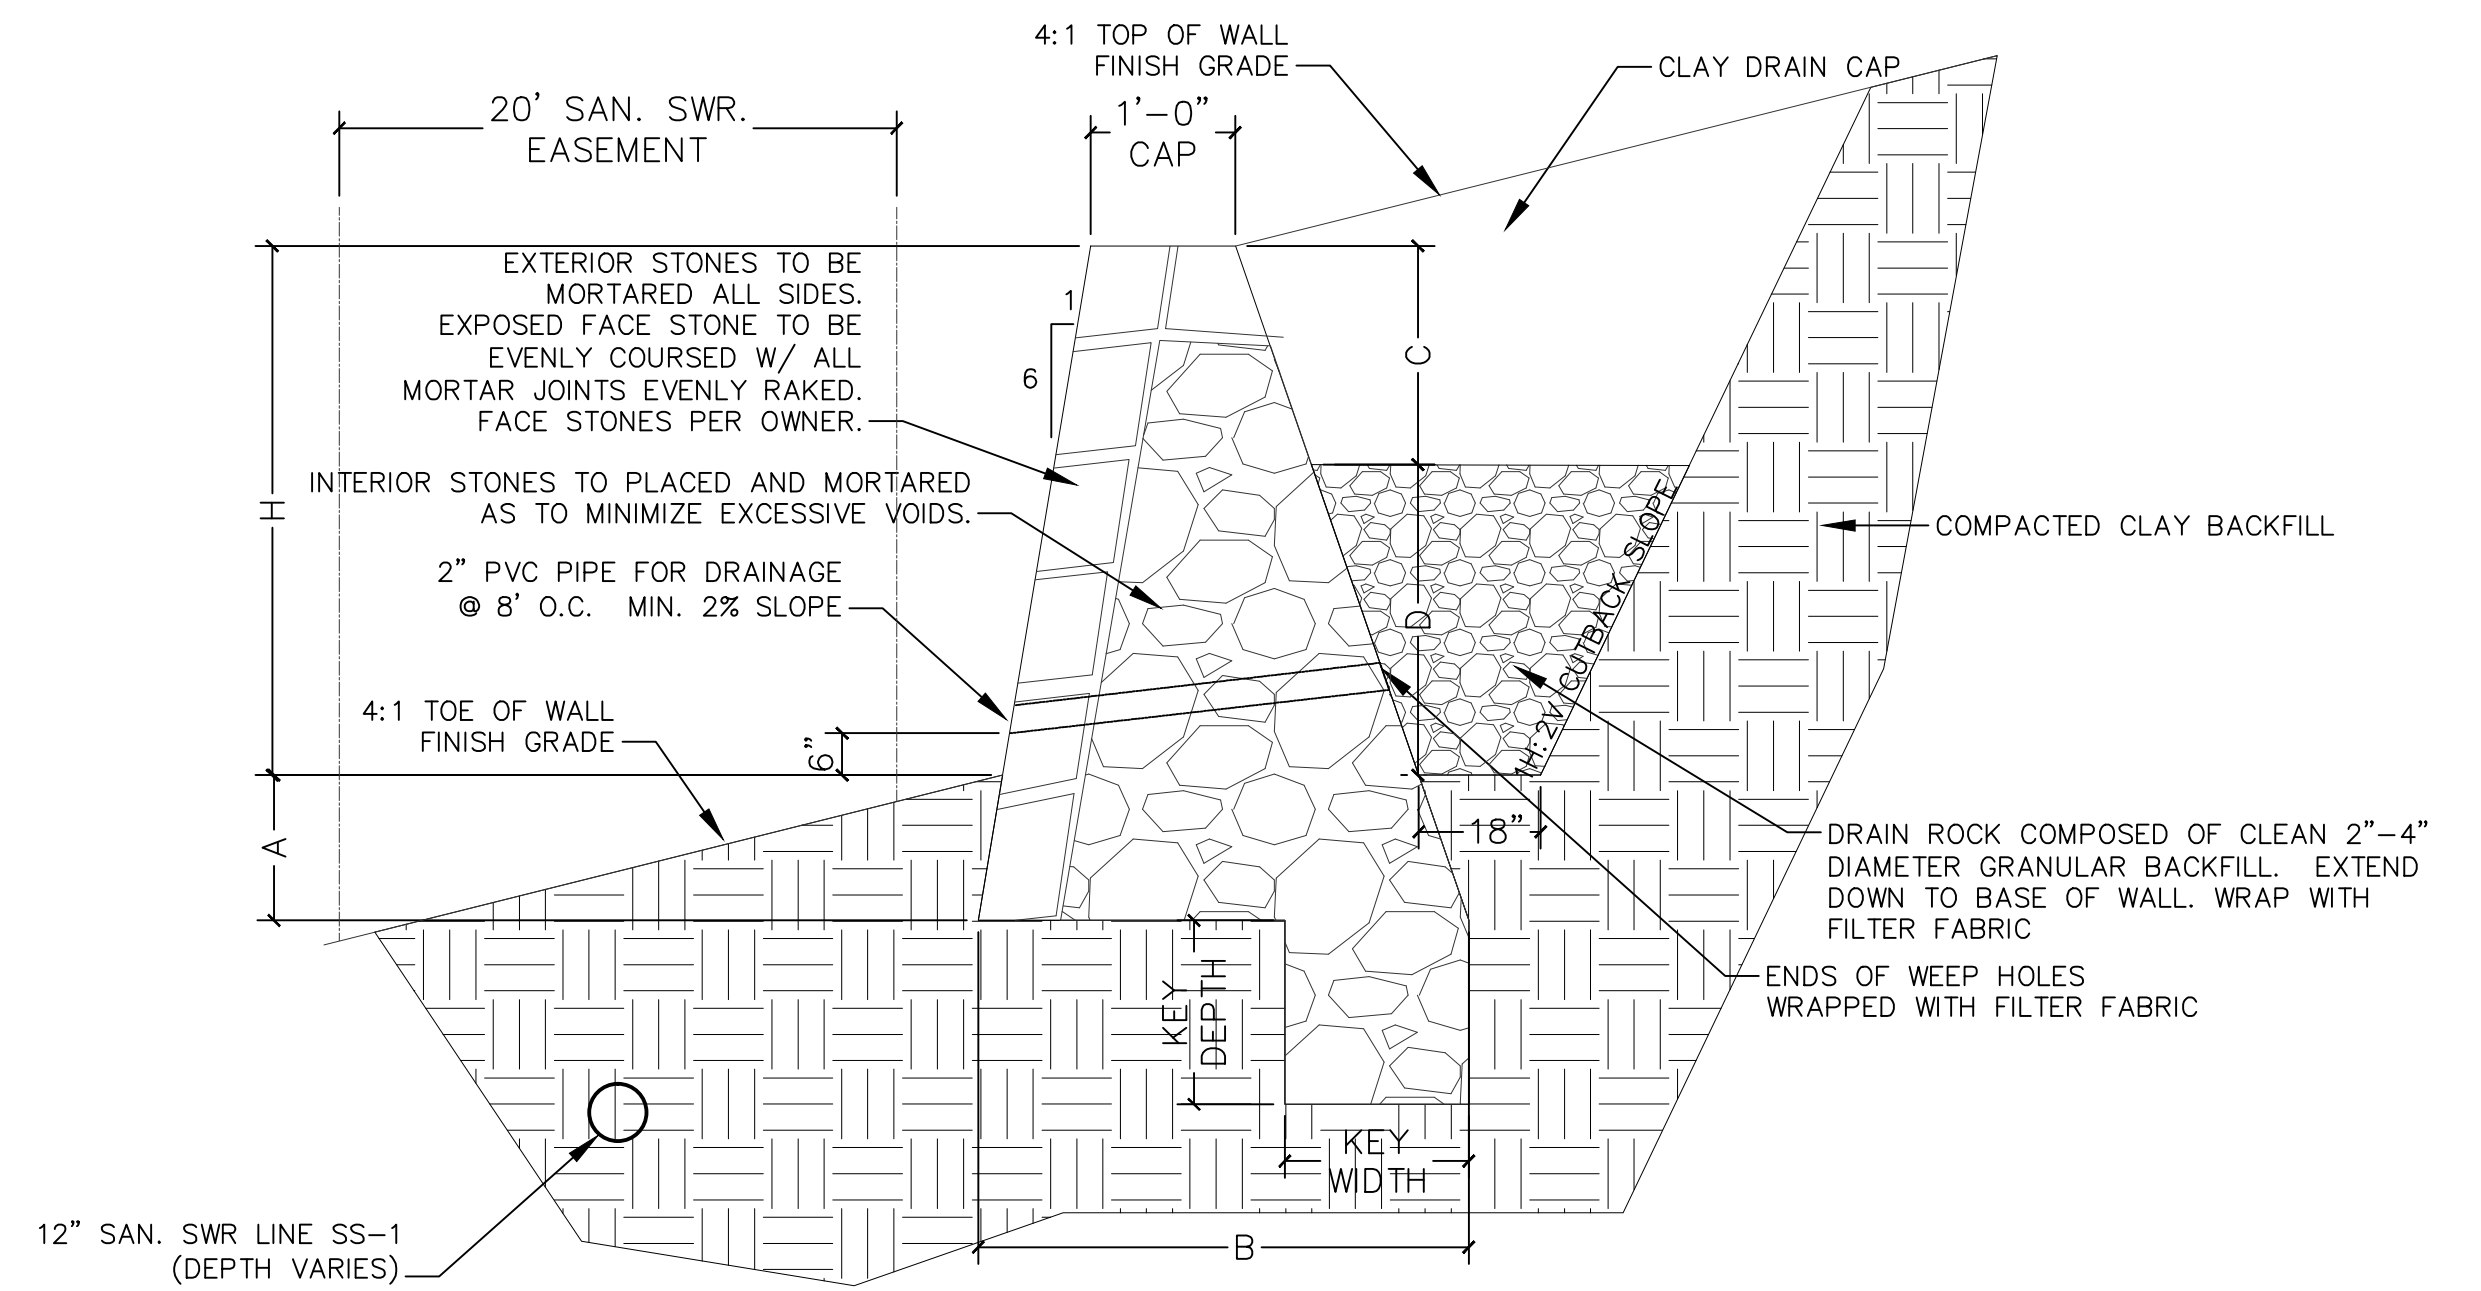 4:1 TOP OF WALL
FINISH GRADE
CLAY DRAIN CAP
20' SAN. SWR.
EASEMENT
1'-0"
CAP
EXTERIOR STONES TO BE
MORTARED ALL SIDES.
EXPOSED FACE STONE TO BE
EVENLY COURSED W/ ALL
MORTAR JOINTS EVENLY RAKED.
FACE STONES PER OWNER.
1
6
C
INTERIOR STONES TO PLACED AND MORTARED
AS TO MINIMIZE EXCESSIVE VOIDS.
H
COMPACTED CLAY BACKFILL
1H:2V CUTBACK SLOPE
2" PVC PIPE FOR DRAINAGE
@ 8' O.C. MIN. 2% SLOPE
D
4:1 TOE OF WALL
FINISH GRADE
6"
A
18"
DRAIN ROCK COMPOSED OF CLEAN 2"-4"
DIAMETER GRANULAR BACKFILL. EXTEND
DOWN TO BASE OF WALL. WRAP WITH
FILTER FABRIC
ENDS OF WEEP HOLES
WRAPPED WITH FILTER FABRIC
KEY
DEPTH
KEY
WIDTH
12" SAN. SWR LINE SS-1
(DEPTH VARIES)
B